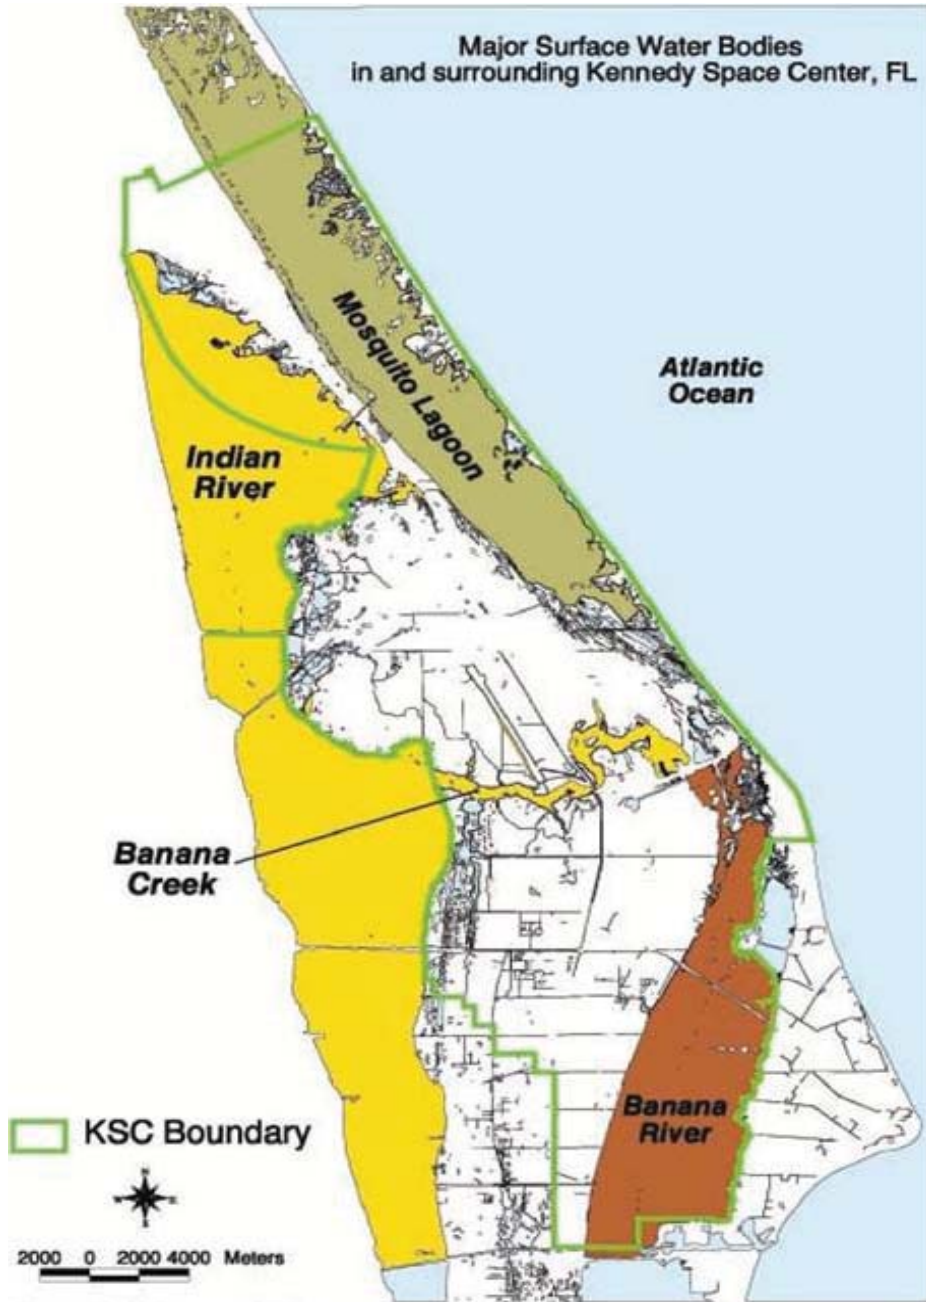 Major Surface Water Bodies
in and surrounding Kennedy Space Center, FL
Mosquito Lagoon
Atlantic
Ocean
Indian
River
Banana
Creek
Banana
River
KSC Boundary
N
2000 0 2000 4000 Meters